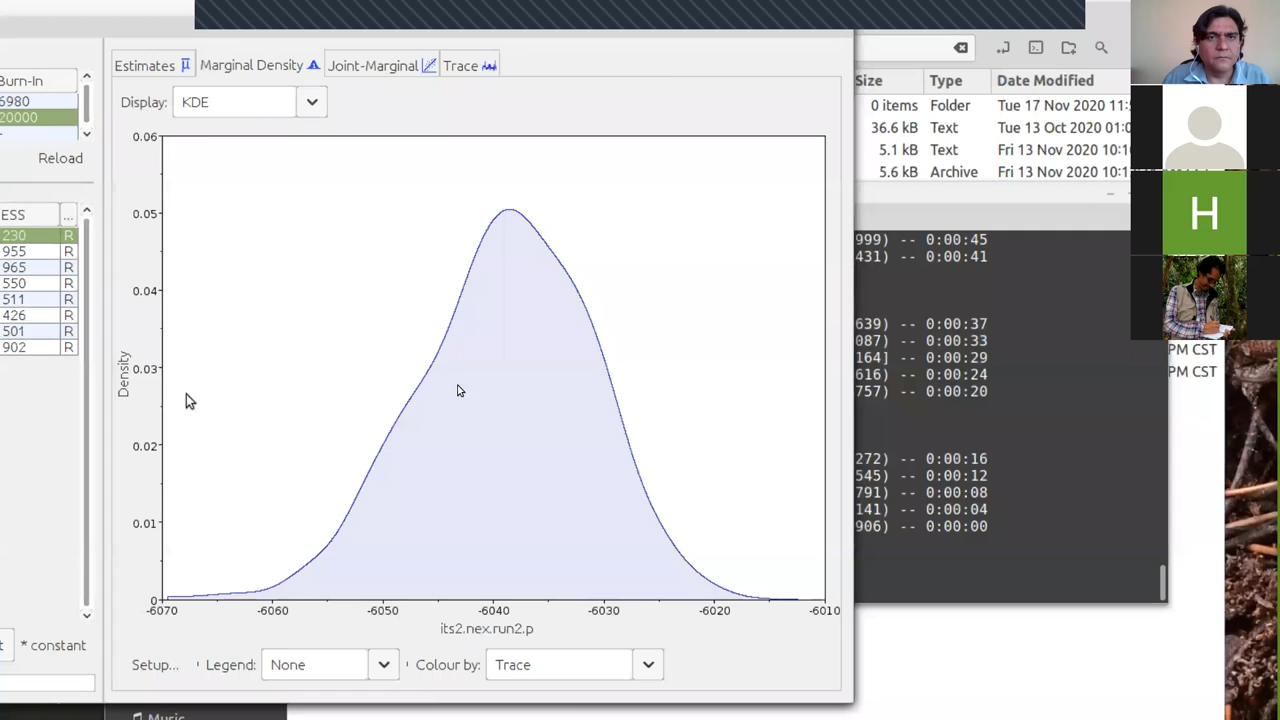 Burn-In
6980
20000
-
Reload
ESS
...
230 R
955 R
965 R
550 R
511 R
426 R
501 R
902 R
* constant
Estimates
Marginal Density
Joint-Marginal
Trace
Display:
KDE
0.06
0.05
0.04
0.03
0.02
0.01
0
Density
-6070
-6060
-6050
-6040
-6030
-6020
-6010
its2.nex.run2.p
Setup...
Legend:
None
Colour by:
Trace
Size Type Date Modified
0 items Folder Tue 17 Nov 2020 11:
36.6 kB Text Tue 13 Oct 2020 01:0
5.1 kB Text Fri 13 Nov 2020 10:1
5.6 kB Archive Fri 13 Nov 2020 10:1
999) -- 0:00:45
431) -- 0:00:41
639) -- 0:00:37
087) -- 0:00:33
164] -- 0:00:29
616) -- 0:00:24
757) -- 0:00:20
272) -- 0:00:16
545) -- 0:00:12
791) -- 0:00:08
141) -- 0:00:04
906) -- 0:00:00
H
PM CST
PM CST
Music